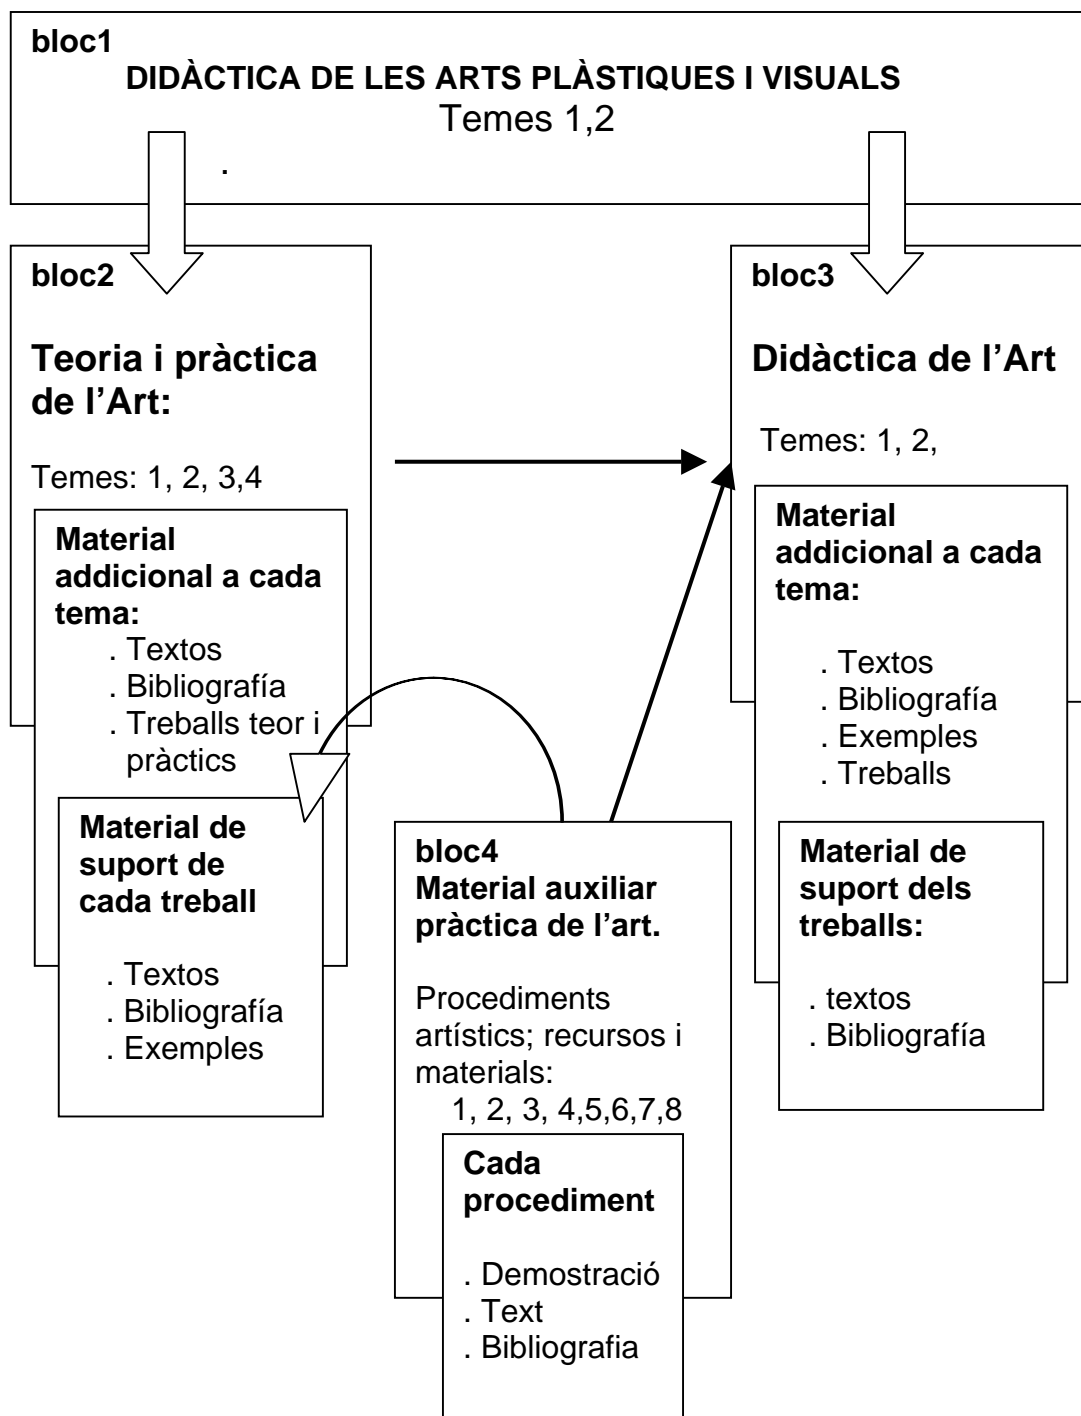 bloc1
DIDÀCTICA DE LES ARTS PLÀSTIQUES I VISUALS
Temes 1,2
.
bloc2
Teoria i pràctica
de l’Art:
Temes: 1, 2, 3,4
Material
addicional a cada
tema:
. Textos
. Bibliografía
. Treballs teor i
pràctics
Material de
suport de
cada treball
. Textos
. Bibliografía
. Exemples
bloc3
Didàctica de l’Art
Temes: 1, 2,
Material
addicional a cada
tema:
. Textos
. Bibliografía
. Exemples
. Treballs
Material de
suport dels
treballs:
. textos
. Bibliografía
bloc4
Material auxiliar
pràctica de l’art.
Procediments
artístics; recursos i
materials:
1, 2, 3, 4,5,6,7,8
Cada
procediment
. Demostració
. Text
. Bibliografia